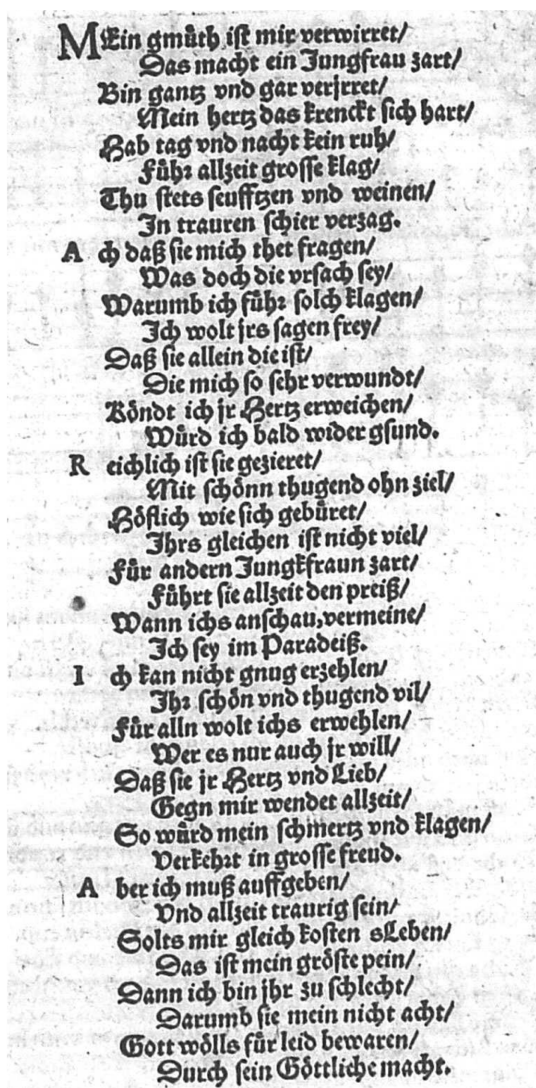 MEin gmüth ist mir verwirret/
Das macht ein Jungfrau zart/
Bin gantz vnd gar verjrret/
Mein hertz das krenckt sich hart/
Hab tag vnd nacht kein ruh/
Führ allzeit grosse klag/
Thu stets seufftzen vnd weinen/
In trauren schier verzag.
Ach daß sie mich thet fragen/
Was doch die vrsach sey/
Warumb ich führ solch klagen/
Ich wolt jrs sagen frey/
Daß sie allein die ist/
Die mich so sehr verwundt/
Köndt ich jr Hertz erweichen/
Würd ich bald wider gsund.
Reichlich ist sie gezieret/
Mit schönn thugend ohn ziel/
Höflich wie sich gebüret/
Ihrs gleichen ist nicht viel/
Für andern Jungkfraun zart/
Führt sie allzeit den preiß/
Wann ichs anschau, vermeine/
Ich sey im Paradeiß.
Ich kan nicht gnug erzehlen/
Ihr schön vnd thugend vil/
Für alln wolt ichs erwehlen/
Wer es nur auch jr will/
Daß sie jr Hertz vnd Lieb/
Gegn mir wendet allzeit/
So würd mein schmertz vnd klagen/
Verkehrt in grosse freud.
Aber ich muß auffgeben/
Vnd allzeit traurig sein/
Solts mir gleich kosten sLeben/
Das ist mein gröste pein/
Dann ich bin jhr zu schlecht/
Darumb sie mein nicht acht/
Gott wölls für leid bewaren/
Durch sein Göttliche macht.